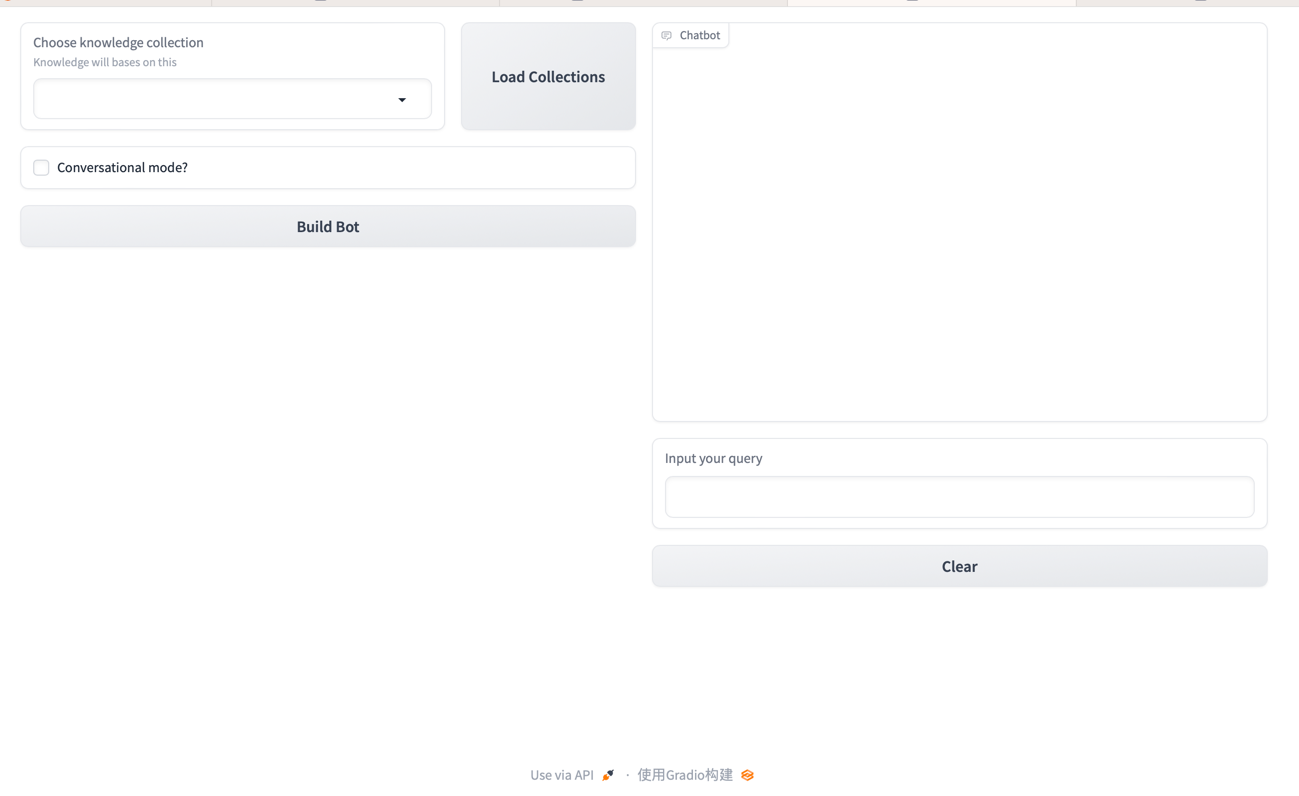 Choose knowledge collection
Knowledge will bases on this
Load Collections
Conversational mode?
Build Bot
Chatbot
Input your query
Clear
Use via API · 使用Gradio构建